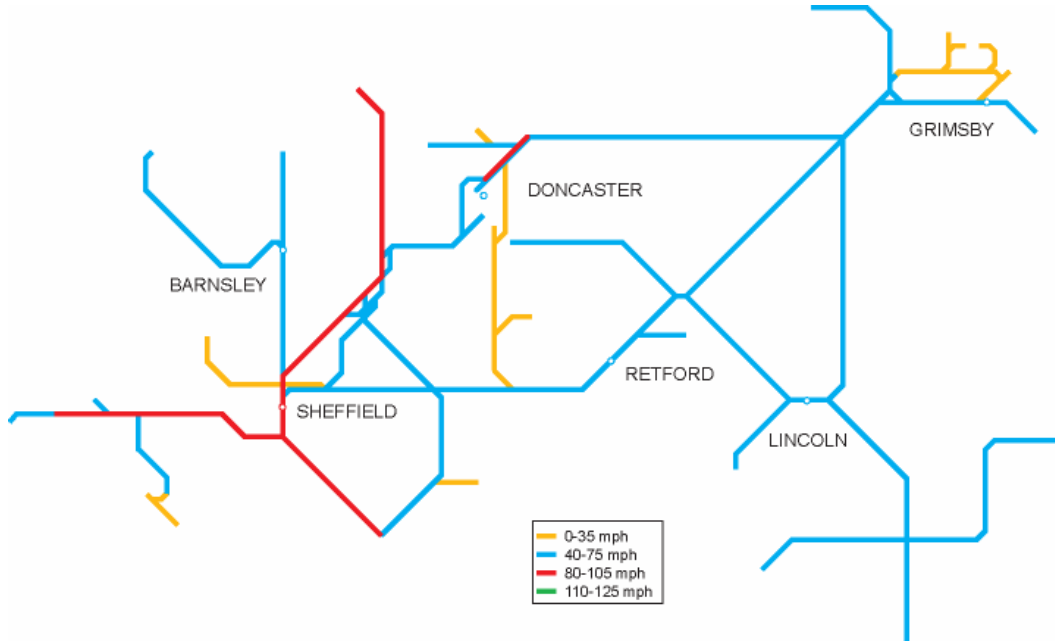 GRIMSBY
DONCASTER
BARNSLEY
RETFORD
SHEFFIELD
LINCOLN
0-35 mph
40-75 mph
80-105 mph
110-125 mph